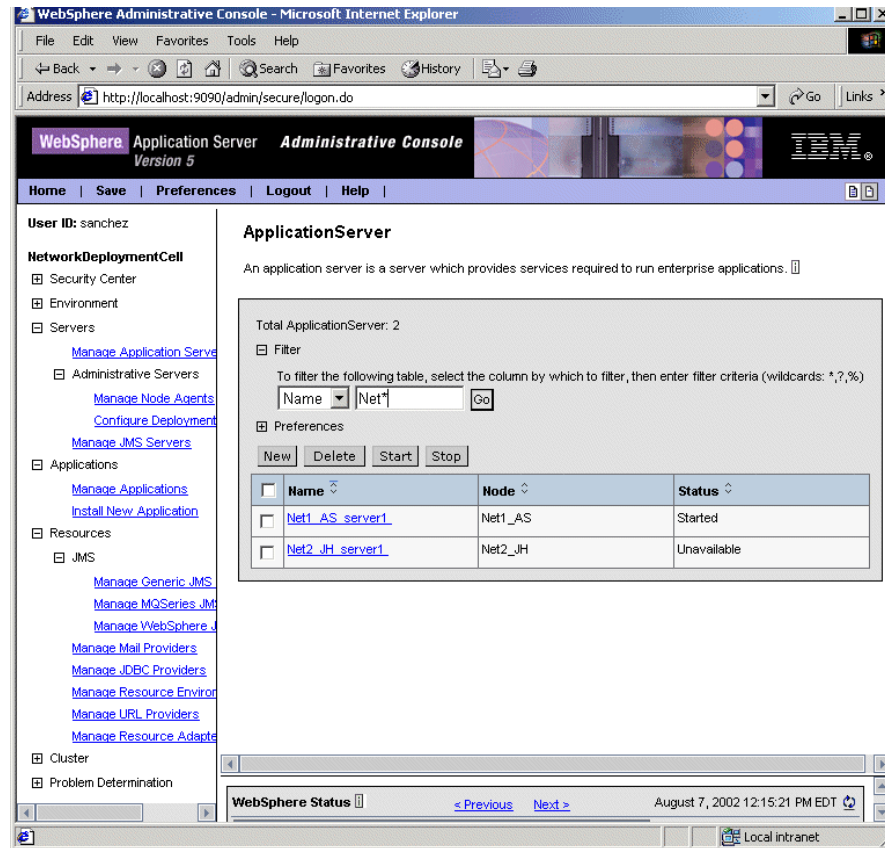 WebSphere Administrative Console - Microsoft Internet Explorer
File Edit View Favorites Tools Help
Back Search Favorites History
Address http://localhost:9090/admin/secure/logon.do Go Links
WebSphere Application Server Administrative Console
Version 5
IBM®
Home | Save | Preferences | Logout | Help |
User ID: sanchez
NetworkDeploymentCell
Security Center
Environment
Servers
Manage Application Serve
Administrative Servers
Manage Node Agents
Configure Deployment
Manage JMS Servers
Applications
Manage Applications
Install New Application
Resources
JMS
Manage Generic JMS
Manage MQSeries JM
Manage WebSphere J
Manage Mail Providers
Manage JDBC Providers
Manage Resource Enviror
Manage URL Providers
Manage Resource Adapte
Cluster
Problem Determination
ApplicationServer
An application server is a server which provides services required to run enterprise applications. i
Total ApplicationServer: 2
Filter
To filter the following table, select the column by which to filter, then enter filter criteria (wildcards: *,?,%)
Name Net* Go
Preferences
New Delete Start Stop
Name Node Status
Net1_AS_server1 Net1_AS Started
Net2_JH_server1 Net2_JH Unavailable
WebSphere Status i < Previous Next > August 7, 2002 12:15:21 PM EDT
Local intranet